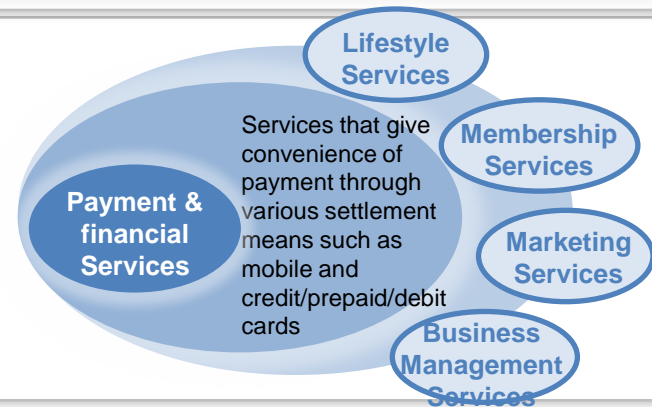 Lifestyle
Services
Services that give
convenience of
payment through
various settlement
means such as
mobile and
credit/prepaid/debit
cards
Membership
Services
Payment &
financial
Services
Marketing
Services
Business
Management
Services